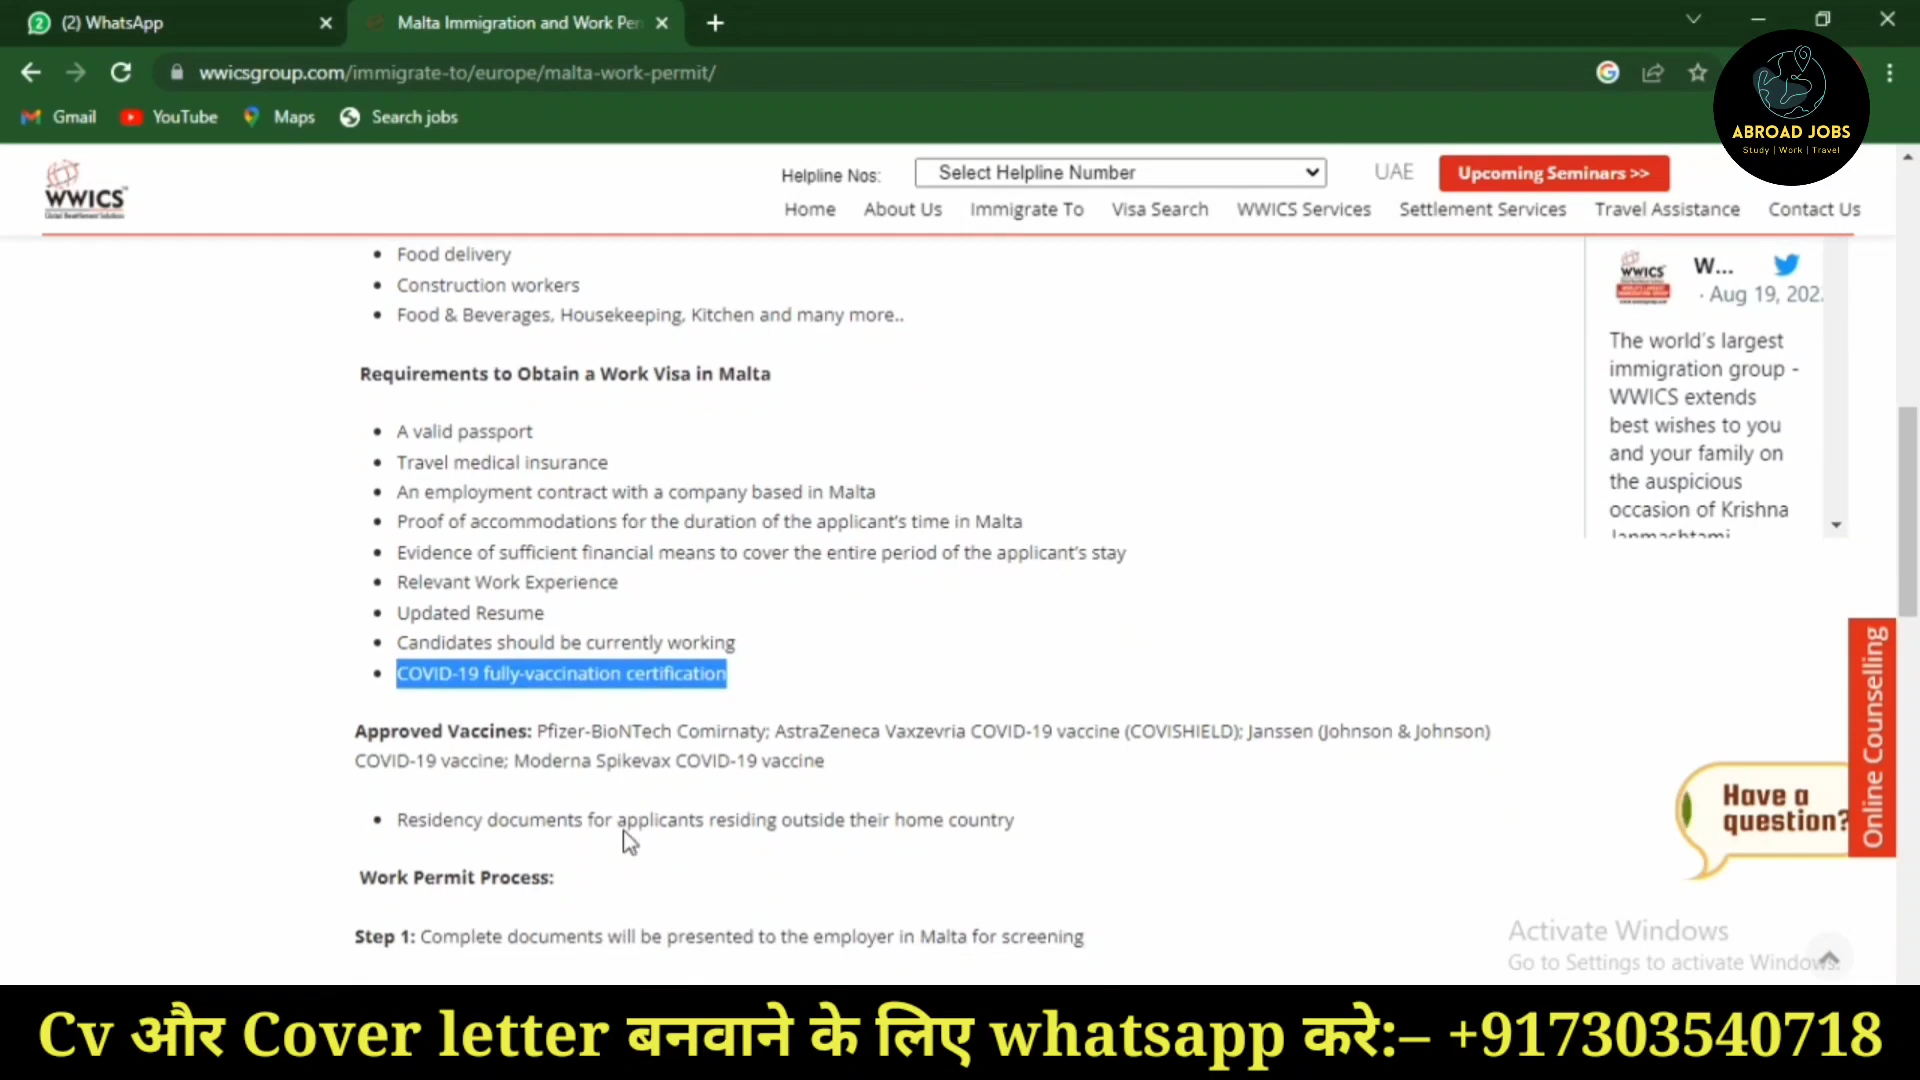 (2) WhatsApp
Malta Immigration and Work Per
wwicsgroup.com/immigrate-to/europe/malta-work-permit/
Gmail
YouTube
Maps
Search jobs
ABROAD JOBS
Study | Work | Travel
WWICS
Helpline Nos:
Select Helpline Number
UAE
Upcoming Seminars >>
Home
About Us
Immigrate To
Visa Search
WWICS Services
Settlement Services
Travel Assistance
Contact Us
• Food delivery
• Construction workers
• Food & Beverages, Housekeeping, Kitchen and many more..
Requirements to Obtain a Work Visa in Malta
• A valid passport
• Travel medical insurance
• An employment contract with a company based in Malta
• Proof of accommodations for the duration of the applicant's time in Malta
• Evidence of sufficient financial means to cover the entire period of the applicant's stay
• Relevant Work Experience
• Updated Resume
• Candidates should be currently working
• COVID-19 fully-vaccination certification
Approved Vaccines: Pfizer-BioNTech Comirnaty; AstraZeneca Vaxzevria COVID-19 vaccine (COVISHIELD); Janssen (Johnson & Johnson)
COVID-19 vaccine; Moderna Spikevax COVID-19 vaccine
• Residency documents for applicants residing outside their home country
Work Permit Process:
Step 1: Complete documents will be presented to the employer in Malta for screening
WWICS
W...
· Aug 19, 202
The world's largest
immigration group -
WWICS extends
best wishes to you
and your family on
the auspicious
occasion of Krishna
Janmashtami
Online Counselling
Have a
question?
Activate Windows
Go to Settings to activate Windows.
Cv और Cover letter बनवाने के लिए whatsapp करे:– +917303540718